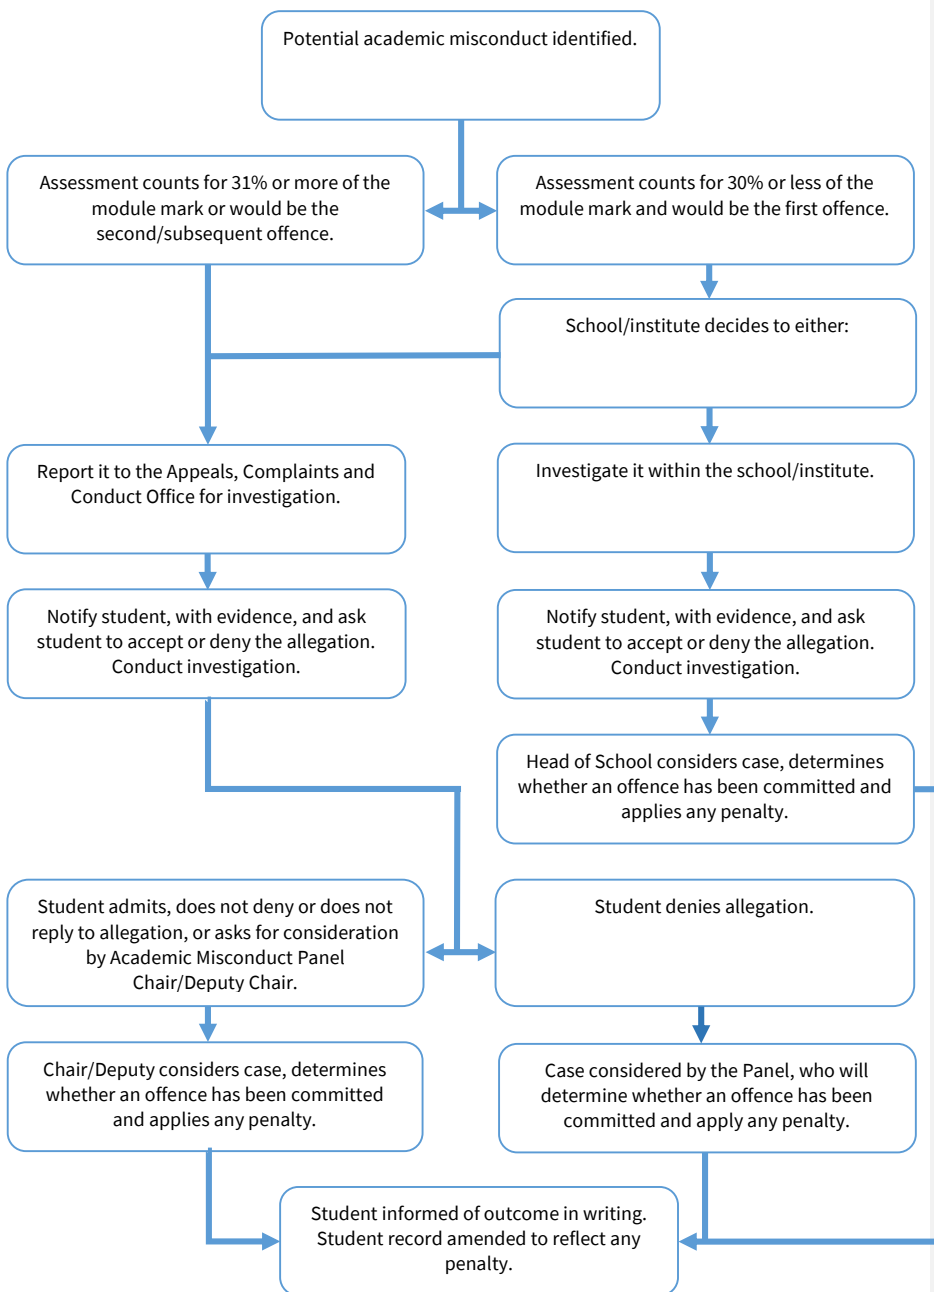 Potential academic misconduct identified.
Assessment counts for 31% or more of the
module mark or would be the
second/subsequent offence.
Assessment counts for 30% or less of the
module mark and would be the first offence.
School/institute decides to either:
Report it to the Appeals, Complaints and
Conduct Office for investigation.
Investigate it within the school/institute.
Notify student, with evidence, and ask
student to accept or deny the allegation.
Conduct investigation.
Notify student, with evidence, and ask
student to accept or deny the allegation.
Conduct investigation.
Head of School considers case, determines
whether an offence has been committed and
applies any penalty.
Student admits, does not deny or does not
reply to allegation, or asks for consideration
by Academic Misconduct Panel
Chair/Deputy Chair.
Student denies allegation.
Chair/Deputy considers case, determines
whether an offence has been committed
and applies any penalty.
Case considered by the Panel, who will
determine whether an offence has been
committed and apply any penalty.
Student informed of outcome in writing.
Student record amended to reflect any
penalty.